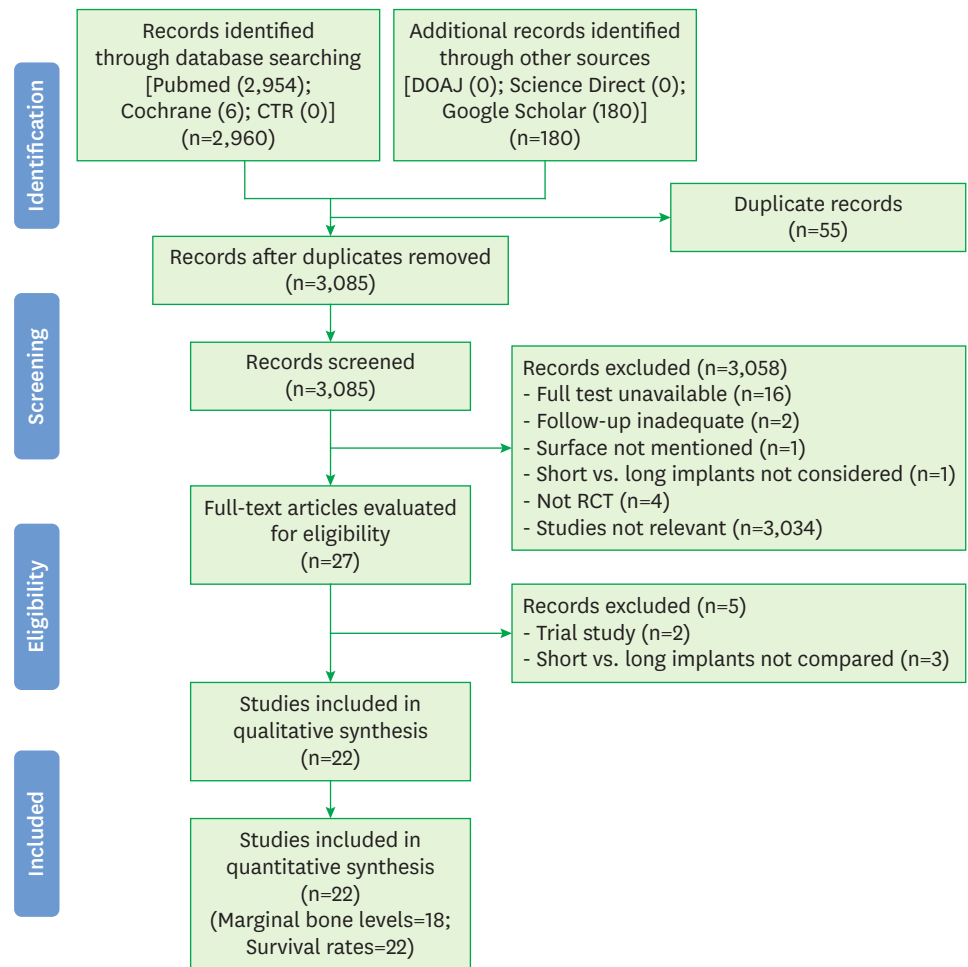 Identification
Records identified
through database searching
[Pubmed (2,954);
Cochrane (6); CTR (0)]
(n=2,960)
Additional records identified
through other sources
[DOAJ (0); Science Direct (0);
Google Scholar (180)]
(n=180)
Duplicate records
(n=55)
Records after duplicates removed
(n=3,085)
Screening
Records screened
(n=3,085)
Records excluded (n=3,058)
- Full test unavailable (n=16)
- Follow-up inadequate (n=2)
- Surface not mentioned (n=1)
- Short vs. long implants not considered (n=1)
- Not RCT (n=4)
- Studies not relevant (n=3,034)
Eligibility
Full-text articles evaluated
for eligibility
(n=27)
Records excluded (n=5)
- Trial study (n=2)
- Short vs. long implants not compared (n=3)
Studies included in
qualitative synthesis
(n=22)
Included
Studies included in
quantitative synthesis
(n=22)
(Marginal bone levels=18;
Survival rates=22)